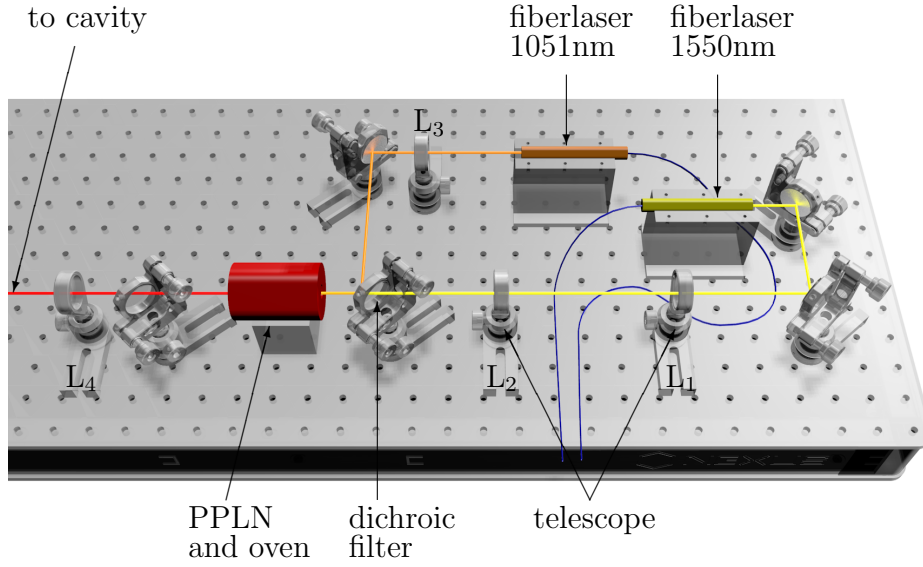 to cavity
fiberlaser
1051nm
fiberlaser
1550nm
L3
L4
L2
L1
PPLN
and oven
dichroic
filter
telescope